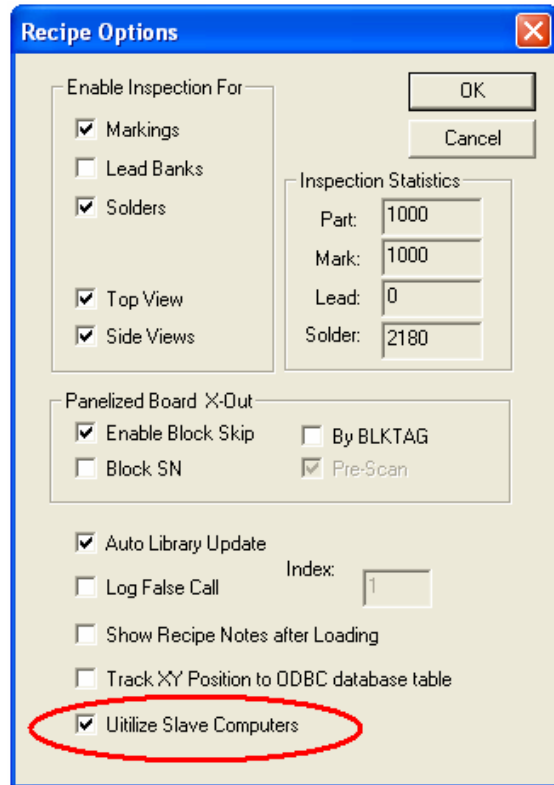 Recipe Options
Enable Inspection For
Markings
Lead Banks
Solders
Top View
Side Views
OK
Cancel
Inspection Statistics
Part: 1000
Mark: 1000
Lead: 0
Solder: 2180
Panelized Board X-Out
Enable Block Skip
By BLKTAG
Block SN
Pre-Scan
Auto Library Update
Log False Call
Index: 1
Show Recipe Notes after Loading
Track XY Position to ODBC database table
Uitilize Slave Computers